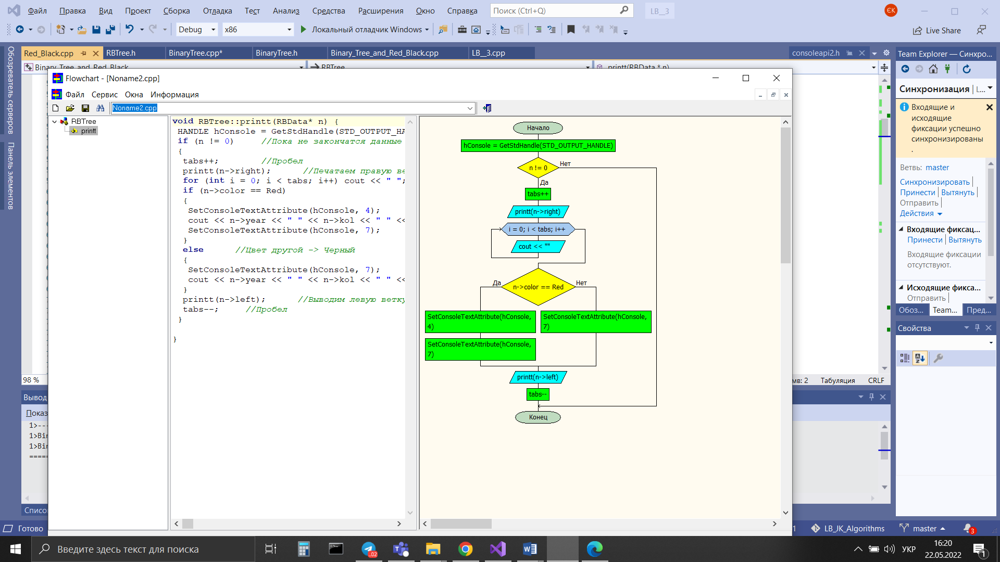 Файл Правка Вид Проект Сборка Отладка Тест Анализ Средства Расширения Окно Справка Поиск (Ctrl+Q) LB__3 ЄК
Debug x86 Локальный отладчик Windows Live Share
Обозреватель серверов
Панель элементов
Red_Black.cpp RBTree.h BinaryTree.cpp* BinaryTree.h Binary_Tree_and_Red_Black.cpp LB__3.cpp consoleapi2.h
Binary_Tree_and_Red_Black RBTree printt(RBData * n)
Flowchart - [Noname2.cpp]
Файл Сервис Окна Информация
Noname2.cpp
RBTree
printt
void RBTree::printt(RBData* n) {
HANDLE hConsole = GetStdHandle(STD_OUTPUT_HA
if (n != 0) //Пока не закончатся данные
{
tabs++; //Пробел
printt(n->right); //Печатаем правую ве
for (int i = 0; i < tabs; i++) cout << " ";
if (n->color == Red)
{
SetConsoleTextAttribute(hConsole, 4);
cout << n->year << " " << n->kol << " " <<
SetConsoleTextAttribute(hConsole, 7);
}
else //Цвет другой -> Черный
{
SetConsoleTextAttribute(hConsole, 7);
cout << n->year << " " << n->kol << " " <<
}
printt(n->left); //Выводим левую ветку
tabs--; //Пробел
}
}
Начало
hConsole = GetStdHandle(STD_OUTPUT_HANDLE)
n != 0
Нет
Да
tabs++
printt(n->right)
i = 0; i < tabs; i++
cout << ""
Да
n->color == Red
Нет
SetConsoleTextAttribute(hConsole,
4)
SetConsoleTextAttribute(hConsole,
7)
SetConsoleTextAttribute(hConsole,
7)
printt(n->left)
tabs--
Конец
Team Explorer — Синхро...
Синхронизация | L...
Входящие и
исходящие
фиксации успешно
синхронизированы
.
Ветвь: master
Синхронизировать
Принести Вытянуть
Отправить
Действия
Входящие фиксац...
Принести Вытянуть
Входящие фиксации
отсутствуют.
Исходящие фикса...
Отправить
Обоз... Team... Пред...
Свойства
98 %
мв: 2 Табуляция CRLF
Вывод
Показ
1>--
1>Bin
1>Bin
====
Список
Готово
1 LB_JK_Algorithms master 3
Введите здесь текст для поиска
..02
УКР
16:20
22.05.2022
1